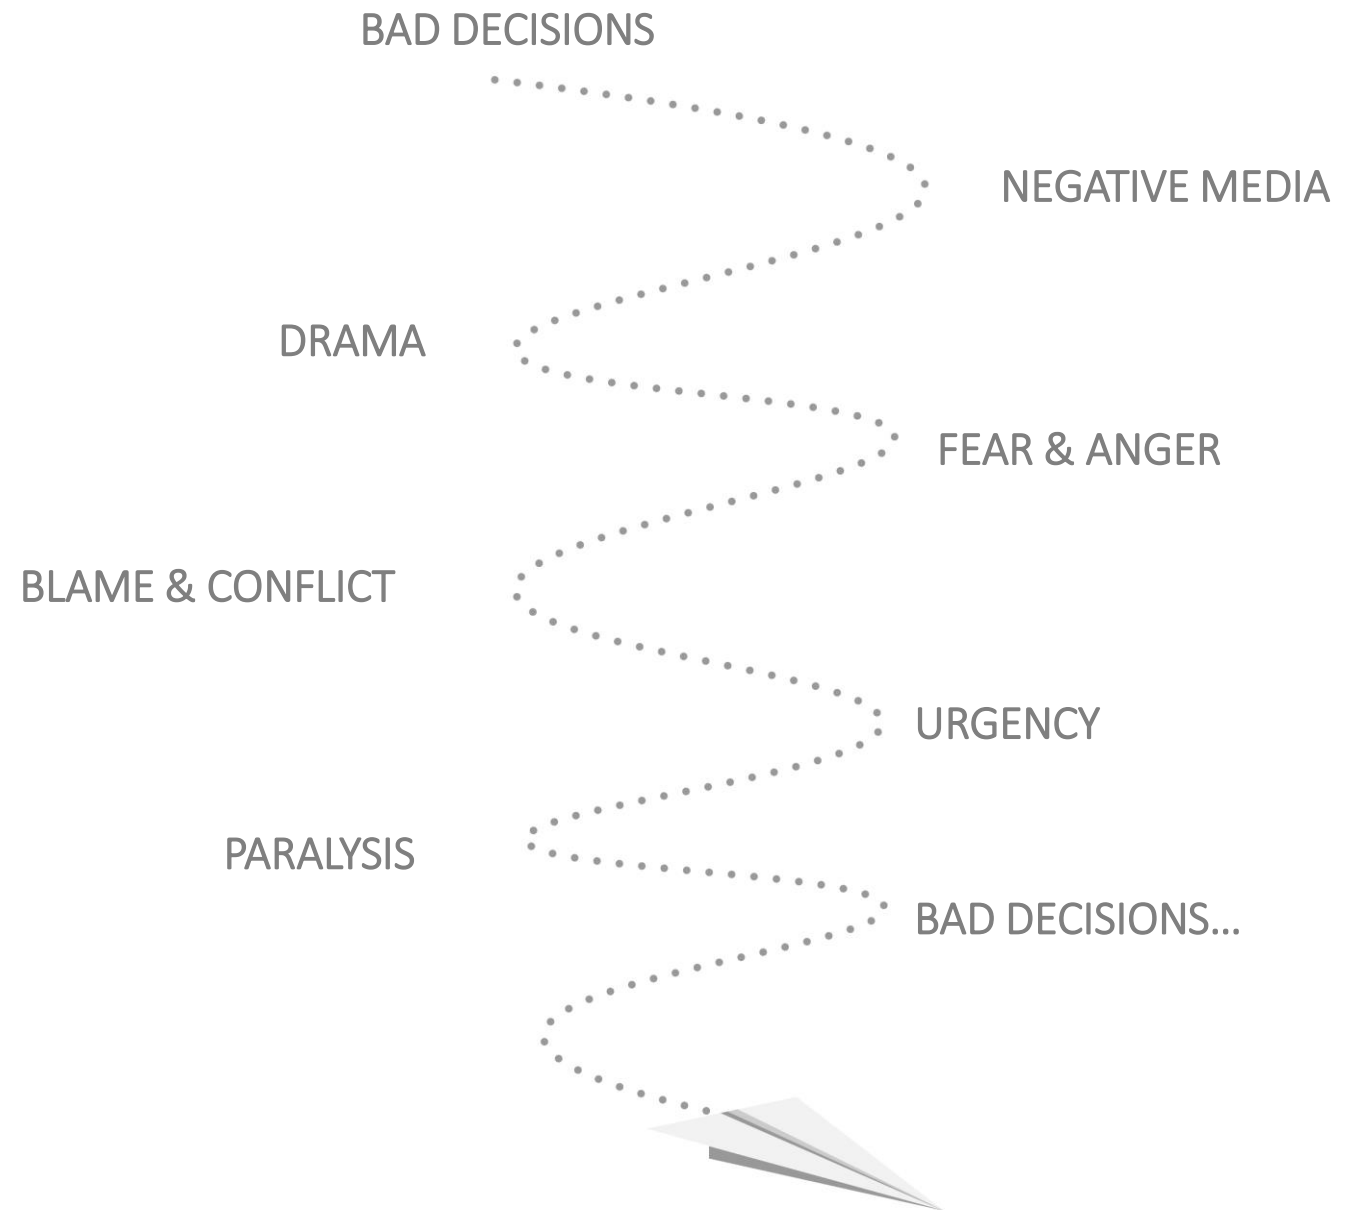 BAD DECISIONS
NEGATIVE MEDIA
DRAMA
FEAR & ANGER
BLAME & CONFLICT
URGENCY
PARALYSIS
BAD DECISIONS...